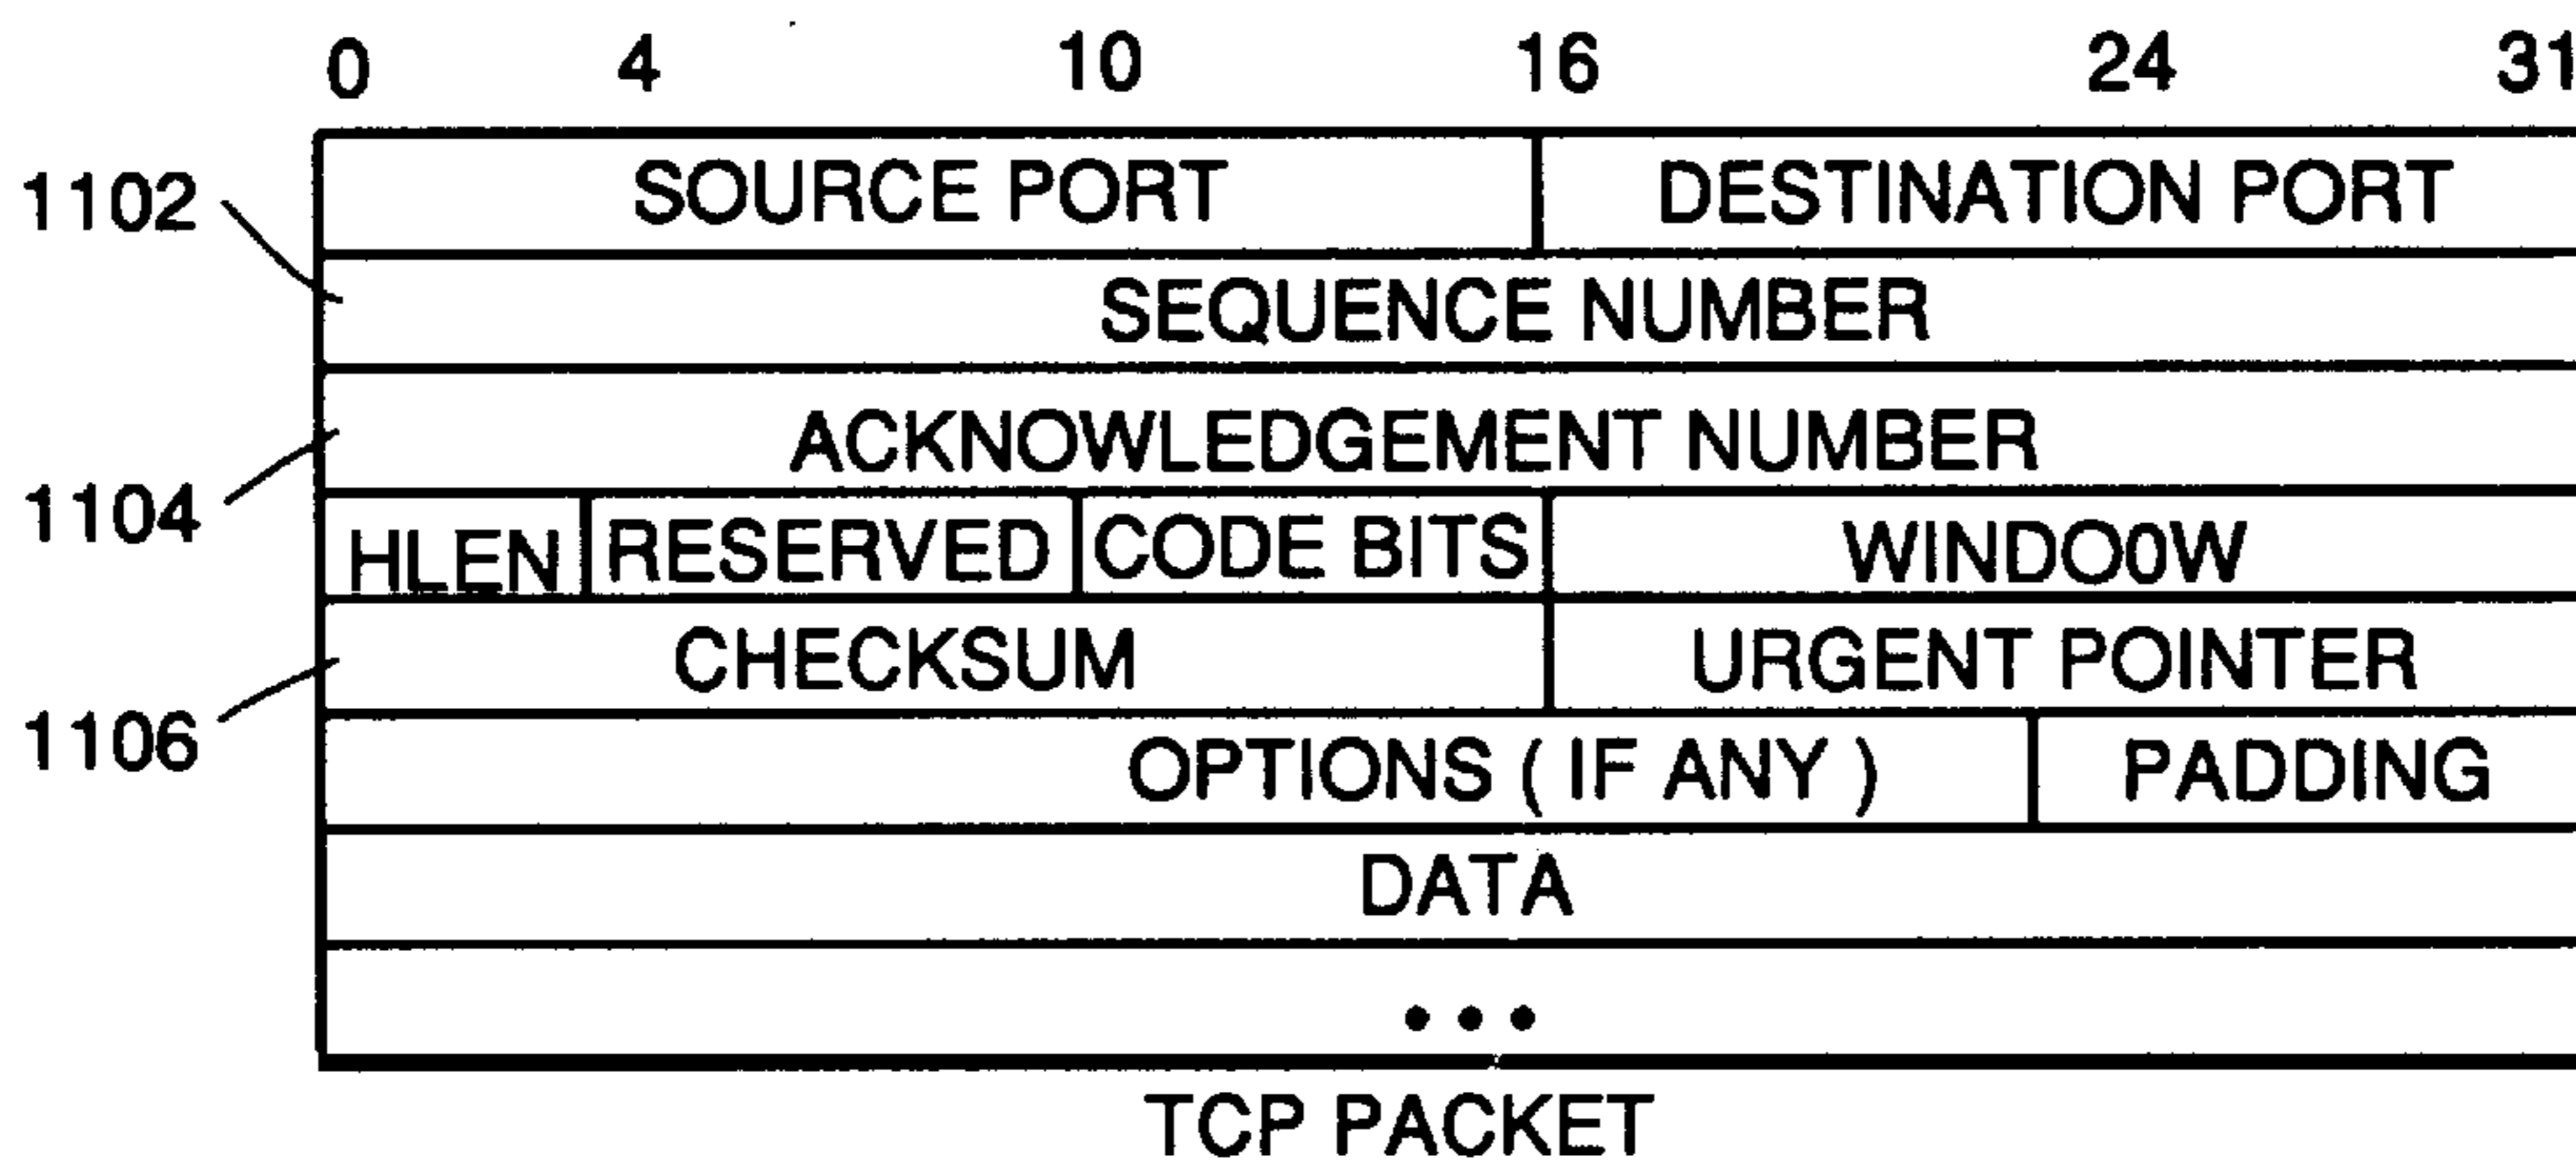 0 4 10 16 24 31
SOURCE PORT DESTINATION PORT
1102
SEQUENCE NUMBER
ACKNOWLEDGEMENT NUMBER
1104
HLEN RESERVED CODE BITS WINDO0W
CHECKSUM URGENT POINTER
1106
OPTIONS ( IF ANY ) PADDING
DATA
•••
TCP PACKET